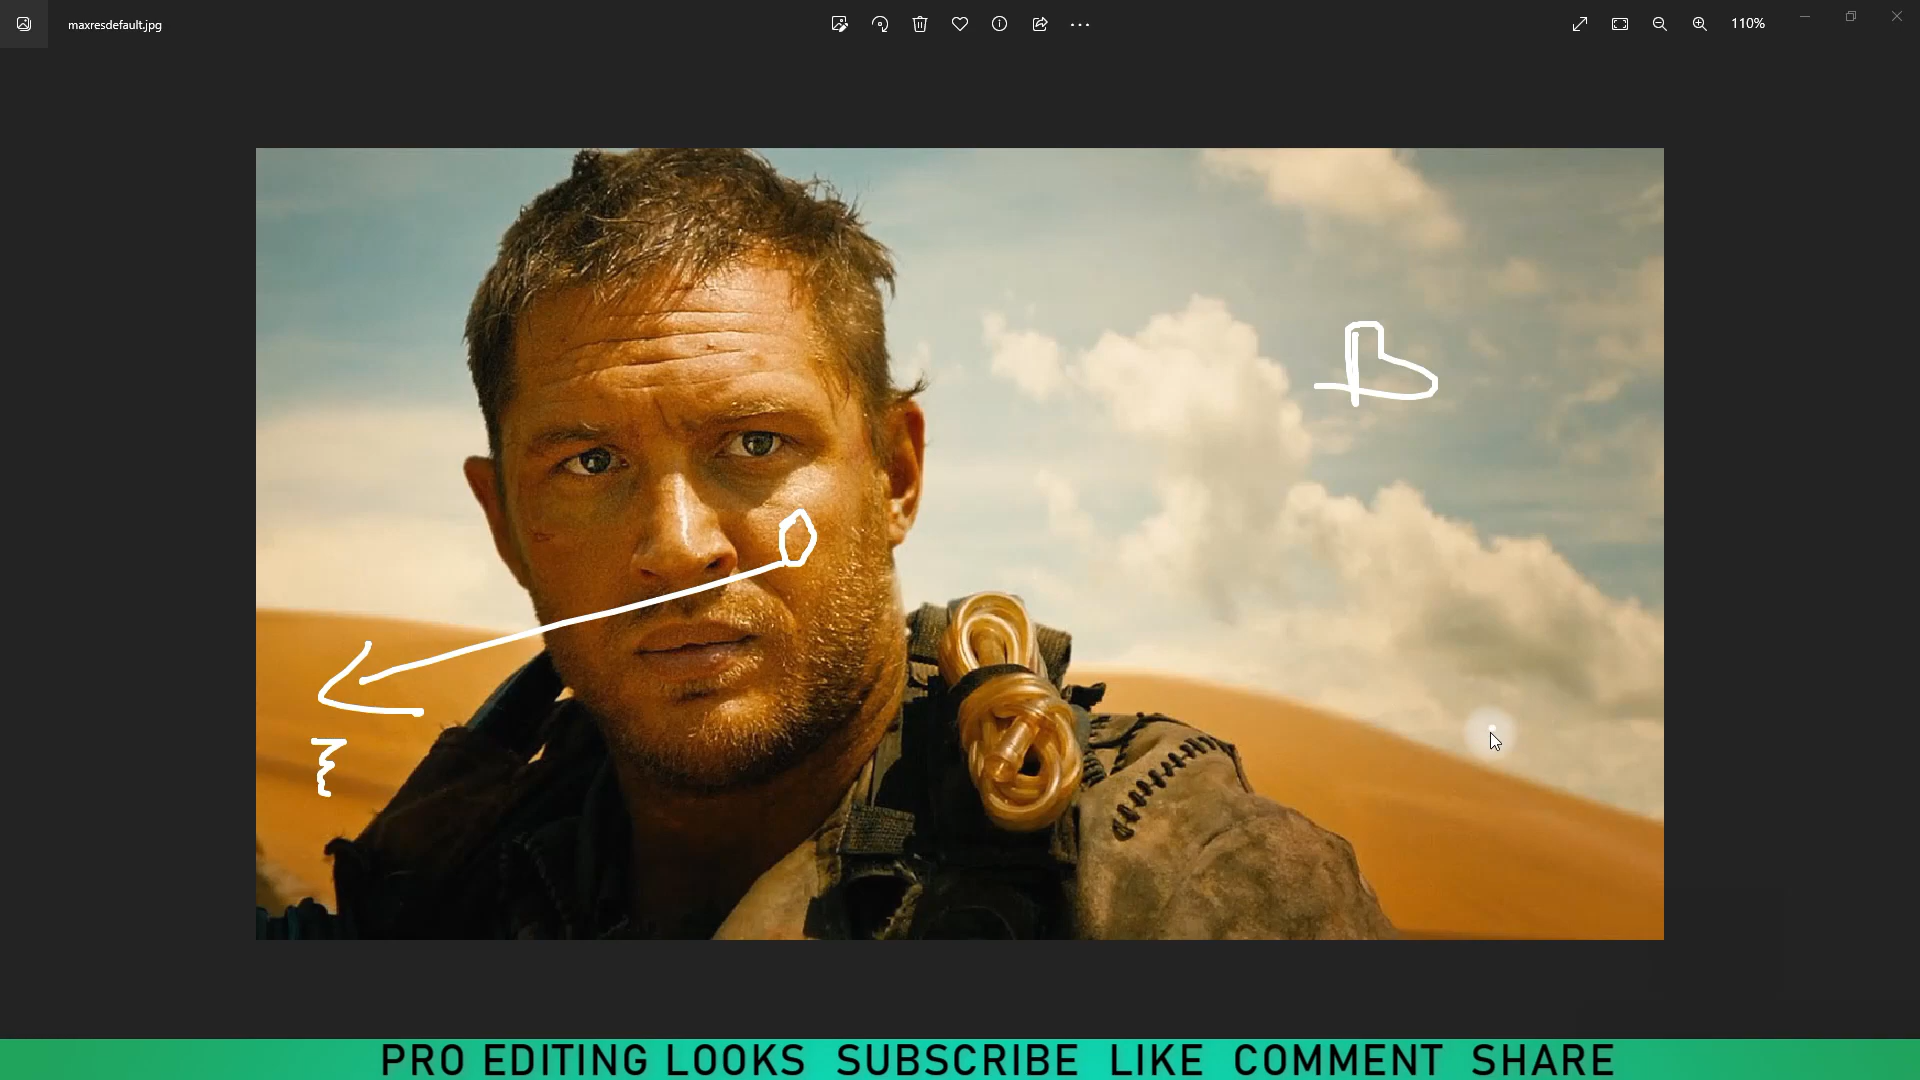 maxresdefault.jpg
110%
PRO EDITING LOOKS SUBSCRIBE LIKE COMMENT SHARE